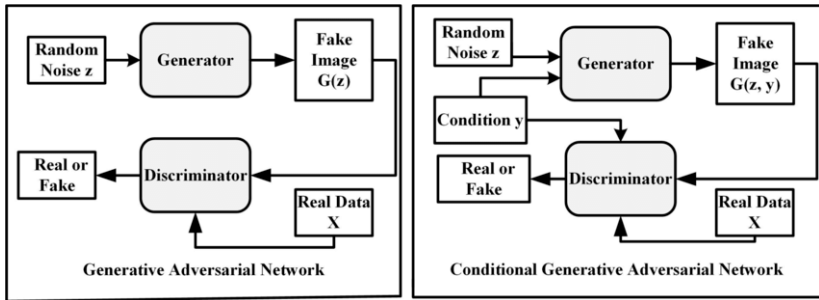 Random
Noise z
Generator
Fake
Image
G(z)
Real or
Fake
Discriminator
Real Data
X
Generative Adversarial Network
Random
Noise z
Generator
Fake
Image
G(z, y)
Condition y
Real or
Fake
Discriminator
Real Data
X
Conditional Generative Adversarial Network